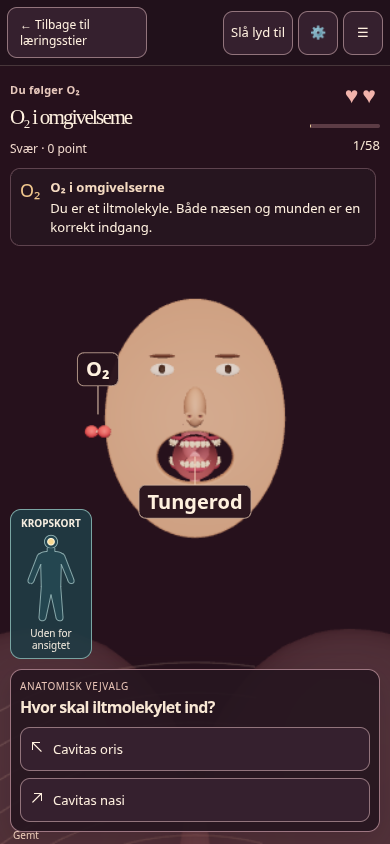 ← Tilbage til
læringsstier
Slå lyd til
Du følger O₂
O₂ i omgivelserne
Svær · 0 point
1/58
O₂
O₂ i omgivelserne
Du er et iltmolekyle. Både næsen og munden er en
korrekt indgang.
O₂
Tungerod
KROPSKORT
Uden for
ansigtet
ANATOMISK VEJVALG
Hvor skal iltmolekylet ind?
Cavitas oris
Cavitas nasi
Gemt